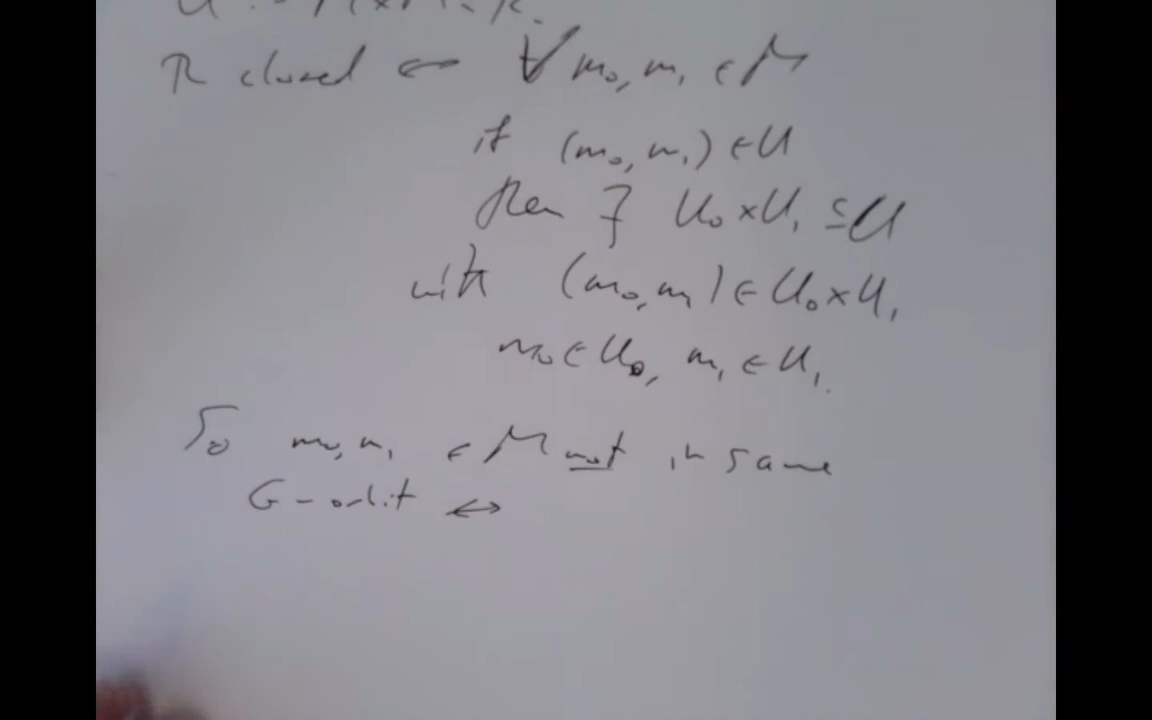 R closed ↔ ∀ m₀, m₁ ∈ M
if (m₀, m₁) ∈ U
then ∃ U₀ × U₁ ⊆ U
with (m₀, m₁) ∈ U₀ × U₁
m₀ ∈ U₀, m₁ ∈ U₁.
So m₀, m₁ ∈ M not in same
G-orbit ↔